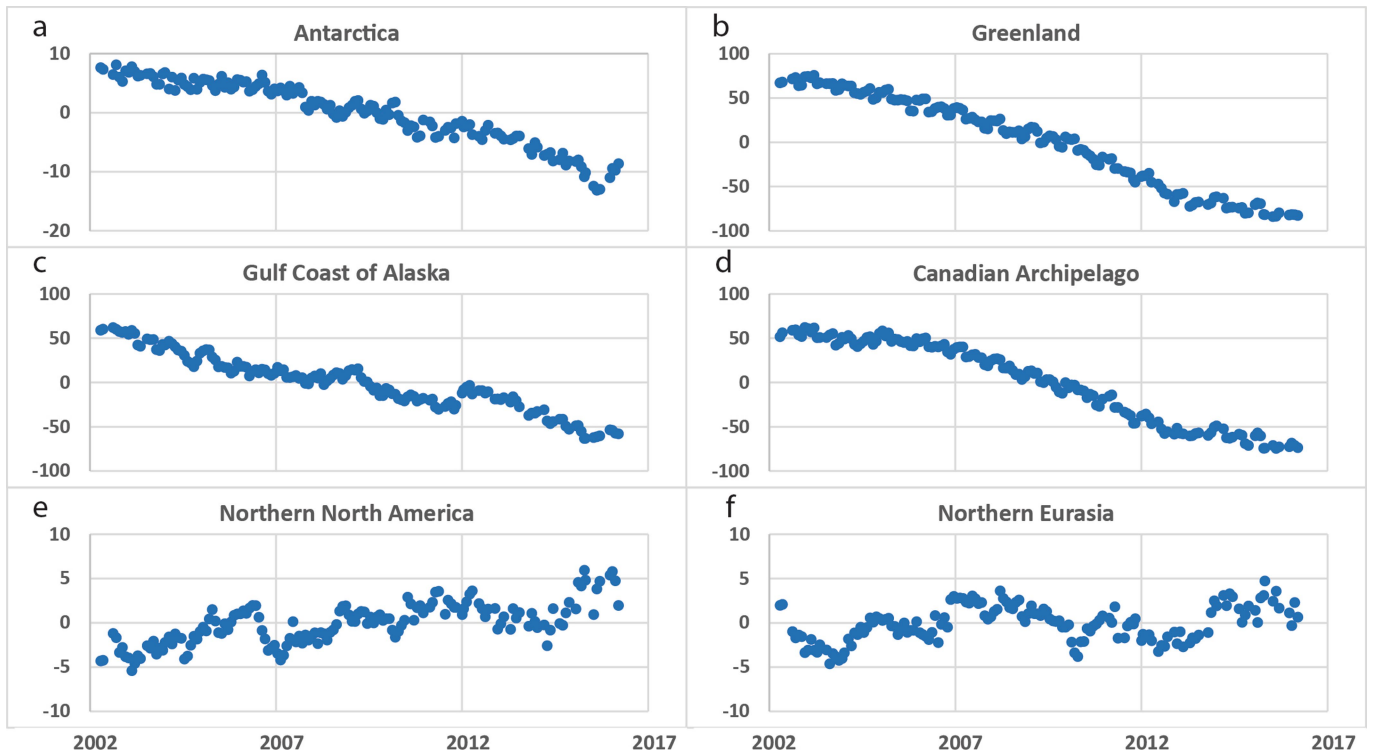 a
Antarctica
10
0
-10
-20
b
Greenland
100
50
0
-50
-100
c
Gulf Coast of Alaska
100
50
0
-50
-100
d
Canadian Archipelago
100
50
0
-50
-100
e
Northern North America
10
5
0
-5
-10
2002 2007 2012 2017
f
Northern Eurasia
10
5
0
-5
-10
2002 2007 2012 2017